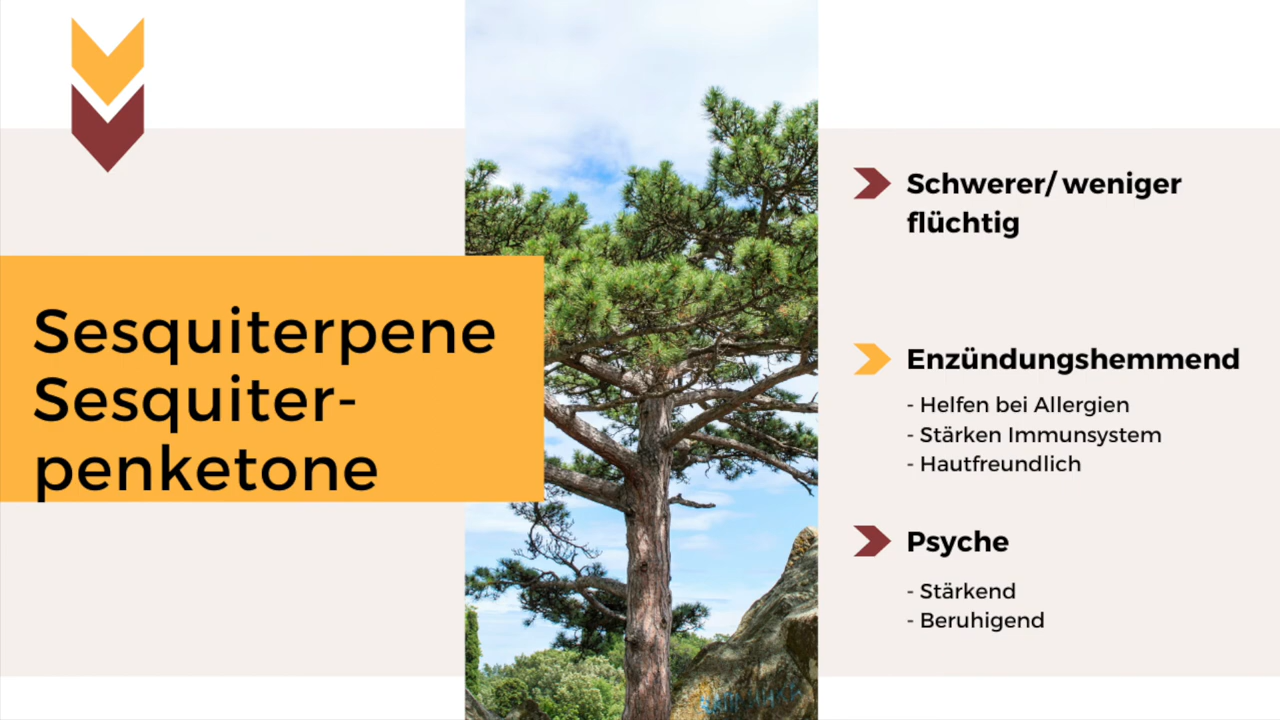 Sesquiterpene
Sesquiter-
penketone
Schwerer/ weniger
flüchtig
Enzündungshemmend
- Helfen bei Allergien
- Stärken Immunsystem
- Hautfreundlich
Psyche
- Stärkend
- Beruhigend